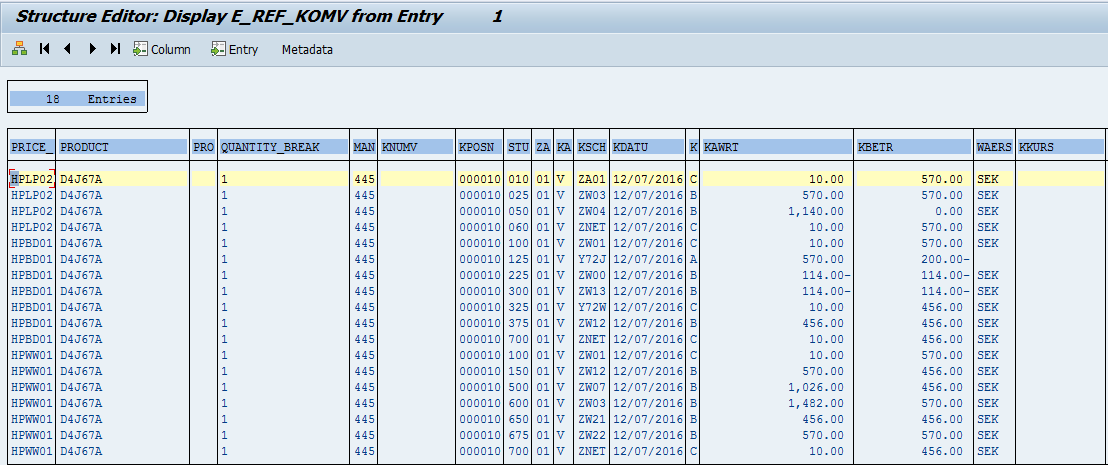 Structure Editor: Display E_REF_KOMV from Entry 1
Column Entry Metadata
18 Entries
PRICE_ PRODUCT PRO QUANTITY_BREAK MAN KNUMV KPOSN STU ZA KA KSCH KDATU K KAWRT KBETR WAERS KKURS
HPLP02 D4J67A 1 445 000010 010 01 V ZA01 12/07/2016 C 10.00 570.00 SEK
HPLP02 D4J67A 1 445 000010 025 01 V ZW03 12/07/2016 B 570.00 570.00 SEK
HPLP02 D4J67A 1 445 000010 050 01 V ZW04 12/07/2016 B 1,140.00 0.00 SEK
HPLP02 D4J67A 1 445 000010 060 01 V ZNET 12/07/2016 C 10.00 570.00 SEK
HPBD01 D4J67A 1 445 000010 100 01 V ZW01 12/07/2016 C 10.00 570.00 SEK
HPBD01 D4J67A 1 445 000010 125 01 V Y72J 12/07/2016 A 570.00 200.00-
HPBD01 D4J67A 1 445 000010 225 01 V ZW00 12/07/2016 B 114.00- 114.00- SEK
HPBD01 D4J67A 1 445 000010 300 01 V ZW13 12/07/2016 B 114.00- 114.00- SEK
HPBD01 D4J67A 1 445 000010 325 01 V Y72W 12/07/2016 C 10.00 456.00 SEK
HPBD01 D4J67A 1 445 000010 375 01 V ZW12 12/07/2016 B 456.00 456.00 SEK
HPBD01 D4J67A 1 445 000010 700 01 V ZNET 12/07/2016 C 10.00 456.00 SEK
HPWW01 D4J67A 1 445 000010 100 01 V ZW01 12/07/2016 C 10.00 570.00 SEK
HPWW01 D4J67A 1 445 000010 150 01 V ZW12 12/07/2016 B 570.00 456.00 SEK
HPWW01 D4J67A 1 445 000010 500 01 V ZW07 12/07/2016 B 1,026.00 456.00 SEK
HPWW01 D4J67A 1 445 000010 600 01 V ZW03 12/07/2016 B 1,482.00 570.00 SEK
HPWW01 D4J67A 1 445 000010 650 01 V ZW21 12/07/2016 B 456.00 456.00 SEK
HPWW01 D4J67A 1 445 000010 675 01 V ZW22 12/07/2016 B 570.00 570.00 SEK
HPWW01 D4J67A 1 445 000010 700 01 V ZNET 12/07/2016 C 10.00 456.00 SEK